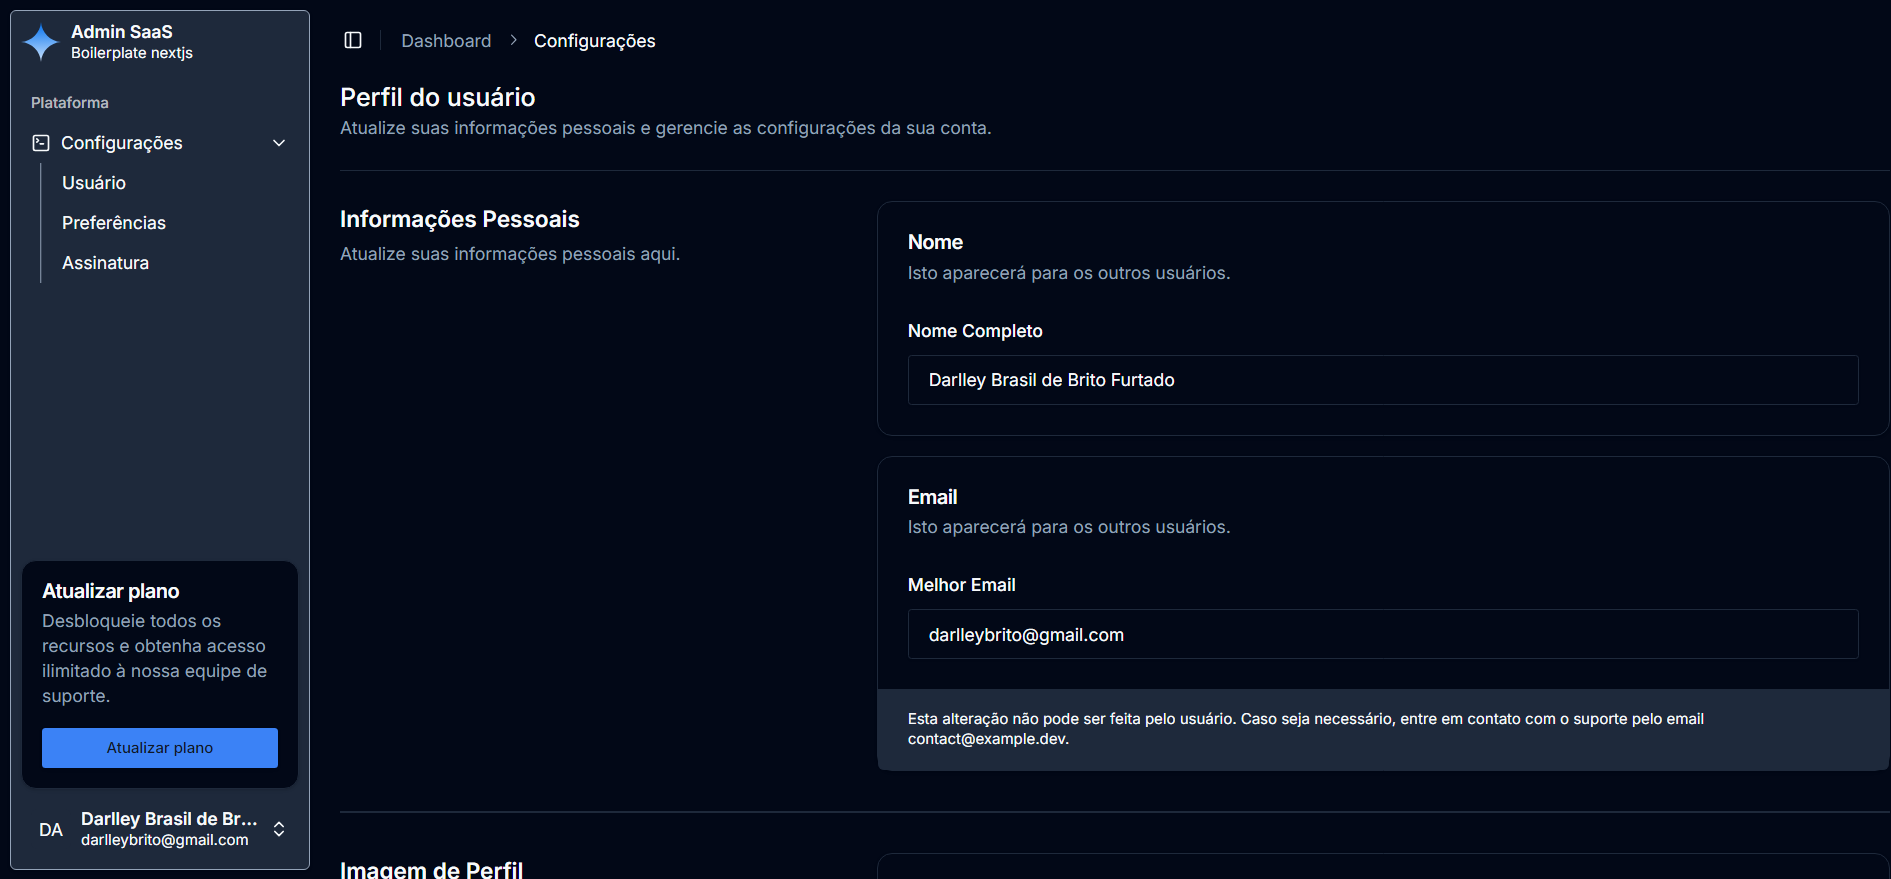 Admin SaaS
Boilerplate nextjs
Plataforma
Configurações
Usuário
Preferências
Assinatura
Atualizar plano
Desbloqueie todos os
recursos e obtenha acesso
ilimitado à nossa equipe de
suporte.
Atualizar plano
DA
Darlley Brasil de Br...
darlleybrito@gmail.com
Dashboard > Configurações
Perfil do usuário
Atualize suas informações pessoais e gerencie as configurações da sua conta.
Informações Pessoais
Atualize suas informações pessoais aqui.
Nome
Isto aparecerá para os outros usuários.
Nome Completo
Darlley Brasil de Brito Furtado
Email
Isto aparecerá para os outros usuários.
Melhor Email
darlleybrito@gmail.com
Esta alteração não pode ser feita pelo usuário. Caso seja necessário, entre em contato com o suporte pelo email
contact@example.dev.
Imagem de Perfil